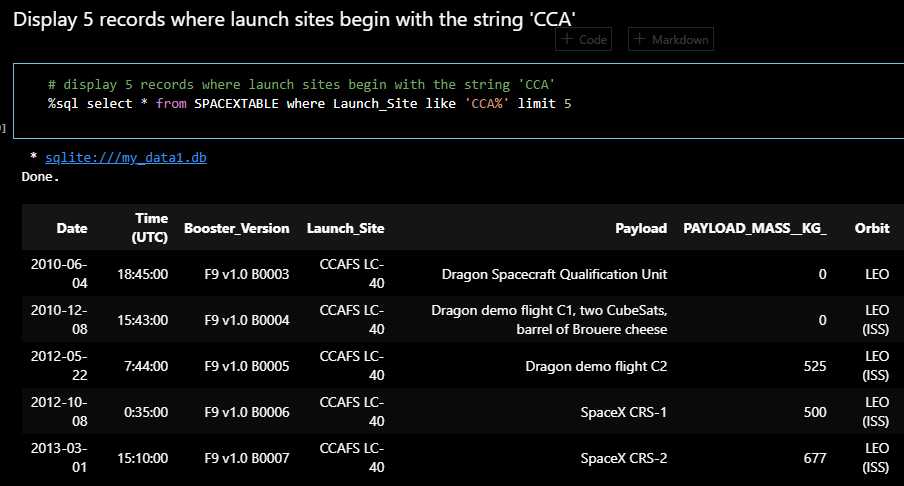 Display 5 records where launch sites begin with the string 'CCA'
+ Code + Markdown
# display 5 records where launch sites begin with the string 'CCA'
%sql select * from SPACEXTABLE where Launch_Site like 'CCA%' limit 5
]
* sqlite:///my_data1.db
Done.
Date Time (UTC) Booster_Version Launch_Site Payload PAYLOAD_MASS__KG_ Orbit
2010-06-04 18:45:00 F9 v1.0 B0003 CCAFS LC-40 Dragon Spacecraft Qualification Unit 0 LEO
2010-12-08 15:43:00 F9 v1.0 B0004 CCAFS LC-40 Dragon demo flight C1, two CubeSats, barrel of Brouere cheese 0 LEO (ISS)
2012-05-22 7:44:00 F9 v1.0 B0005 CCAFS LC-40 Dragon demo flight C2 525 LEO (ISS)
2012-10-08 0:35:00 F9 v1.0 B0006 CCAFS LC-40 SpaceX CRS-1 500 LEO (ISS)
2013-03-01 15:10:00 F9 v1.0 B0007 CCAFS LC-40 SpaceX CRS-2 677 LEO (ISS)